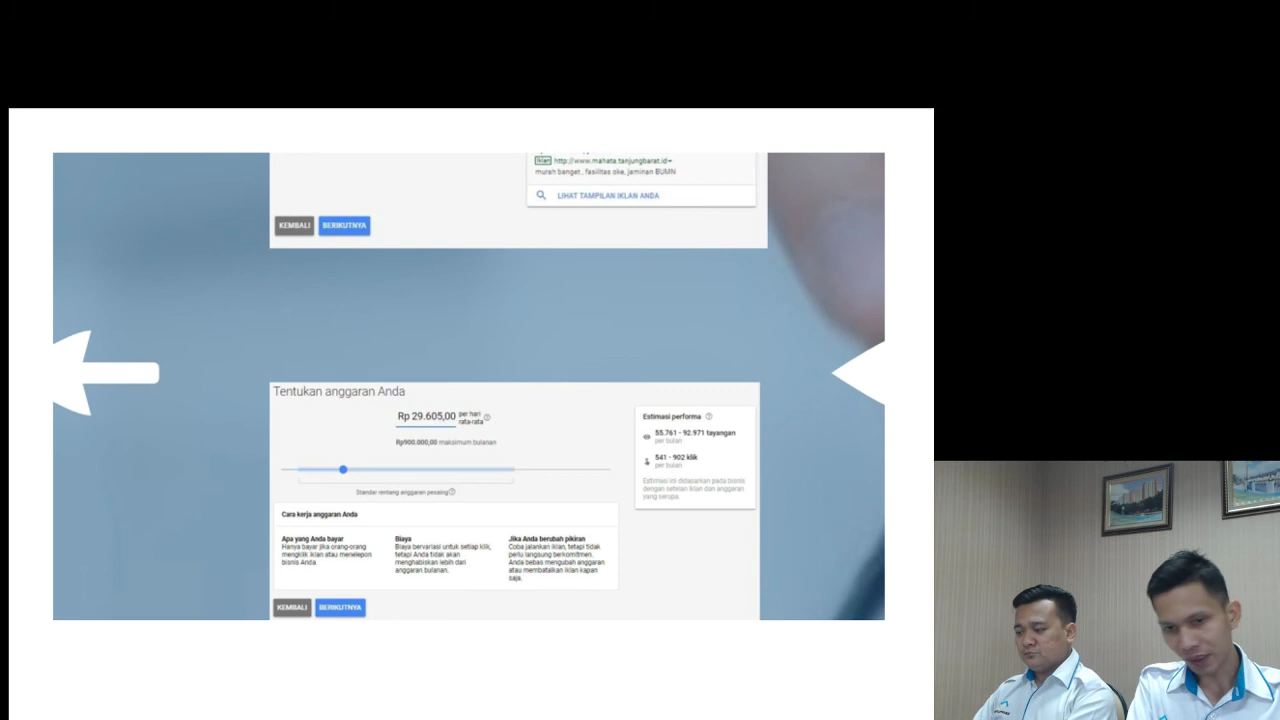 Iklan http://www.mahata.tanjungbarat.id
murah banget , fasilitas oke, jaminan BUMN
LIHAT TAMPILAN IKLAN ANDA
KEMBALI BERIKUTNYA
Tentukan anggaran Anda
Rp 29.605,00 per hari
rata-rata
Rp900.000,00 maksimum bulanan
Standar rentang anggaran pesaing
Estimasi performa
55.761 - 92.971 tayangan
per bulan
541 - 902 klik
per bulan
Estimasi ini didasarkan pada bisnis
dengan setelan iklan dan anggaran
yang serupa.
Cara kerja anggaran Anda
Apa yang Anda bayar
Hanya bayar jika orang-orang
mengklik iklan atau menelepon
bisnis Anda.
Biaya
Biaya bervariasi untuk setiap klik,
tetapi Anda tidak akan
menghabiskan lebih dari
anggaran bulanan.
Jika Anda berubah pikiran
Coba jalankan iklan, tetapi tidak
perlu langsung berkomitmen.
Anda bebas mengubah anggaran
atau membatalkan iklan kapan
saja.
KEMBALI BERIKUTNYA